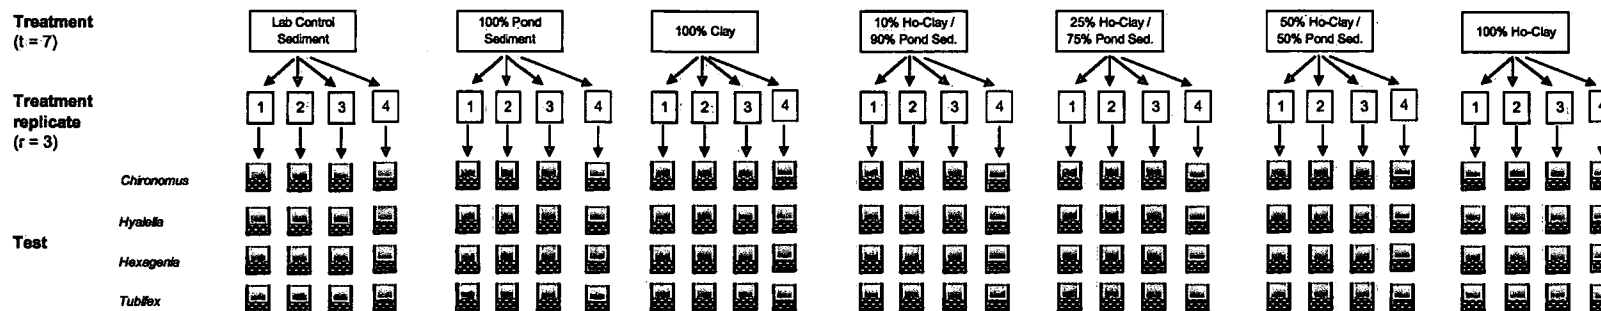 Treatment
(t = 7)
Lab Control
Sediment
100% Pond
Sediment
100% Clay
10% Ho-Clay /
90% Pond Sed.
25% Ho-Clay /
75% Pond Sed.
50% Ho-Clay /
50% Pond Sed.
100% Ho-Clay
Treatment
replicate
(r = 3)
1 2 3 4
1 2 3 4
1 2 3 4
1 2 3 4
1 2 3 4
1 2 3 4
1 2 3 4
Chironomus
Hyalella
Test
Hexagenia
Tubifex